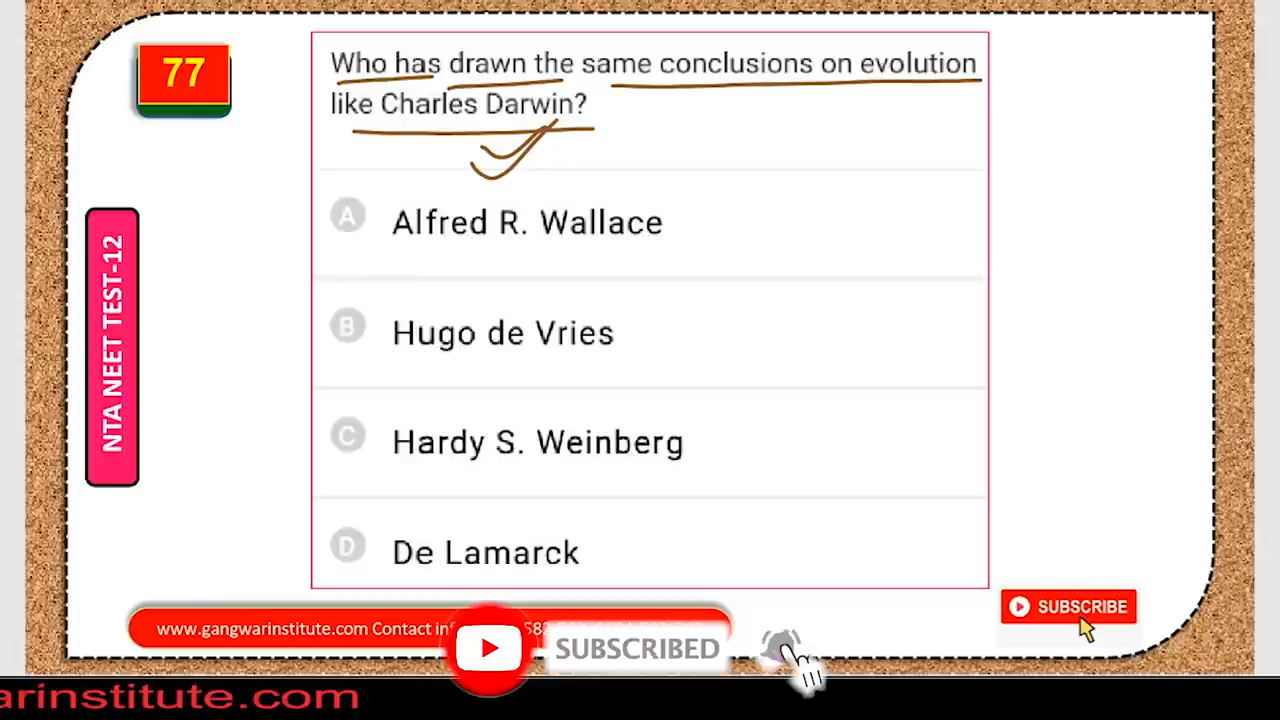 77
Who has drawn the same conclusions on evolution
like Charles Darwin?
A Alfred R. Wallace
B Hugo de Vries
C Hardy S. Weinberg
D De Lamarck
NTA NEET TEST-12
SUBSCRIBE
www.gangwarinstitute.com Contact
SUBSCRIBED
arinstitute.com